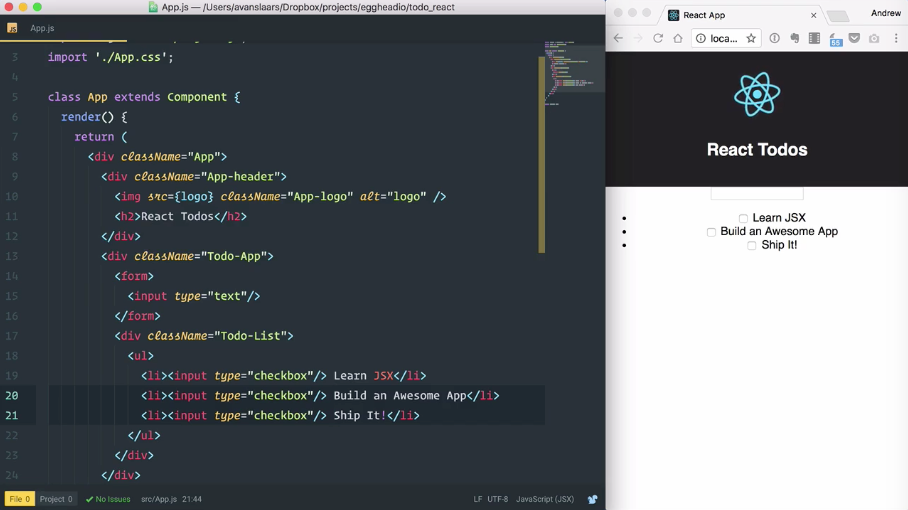 App.js — /Users/avanslaars/Dropbox/projects/eggheadio/todo_react
App.js
3 import './App.css';
4
5 class App extends Component {
6 render() {
7 return (
8 <div className="App">
9 <div className="App-header">
10 <img src={logo} className="App-logo" alt="logo" />
11 <h2>React Todos</h2>
12 </div>
13 <div className="Todo-App">
14 <form>
15 <input type="text"/>
16 </form>
17 <div className="Todo-List">
18 <ul>
19 <li><input type="checkbox"/> Learn JSX</li>
20 <li><input type="checkbox"/> Build an Awesome App</li>
21 <li><input type="checkbox"/> Ship It!</li>
22 </ul>
23 </div>
24 </div>
File 0 Project 0 No Issues src/App.js 21:44 LF UTF-8 JavaScript (JSX)
React App Andrew
loca... 65
React Todos
Learn JSX
Build an Awesome App
Ship It!